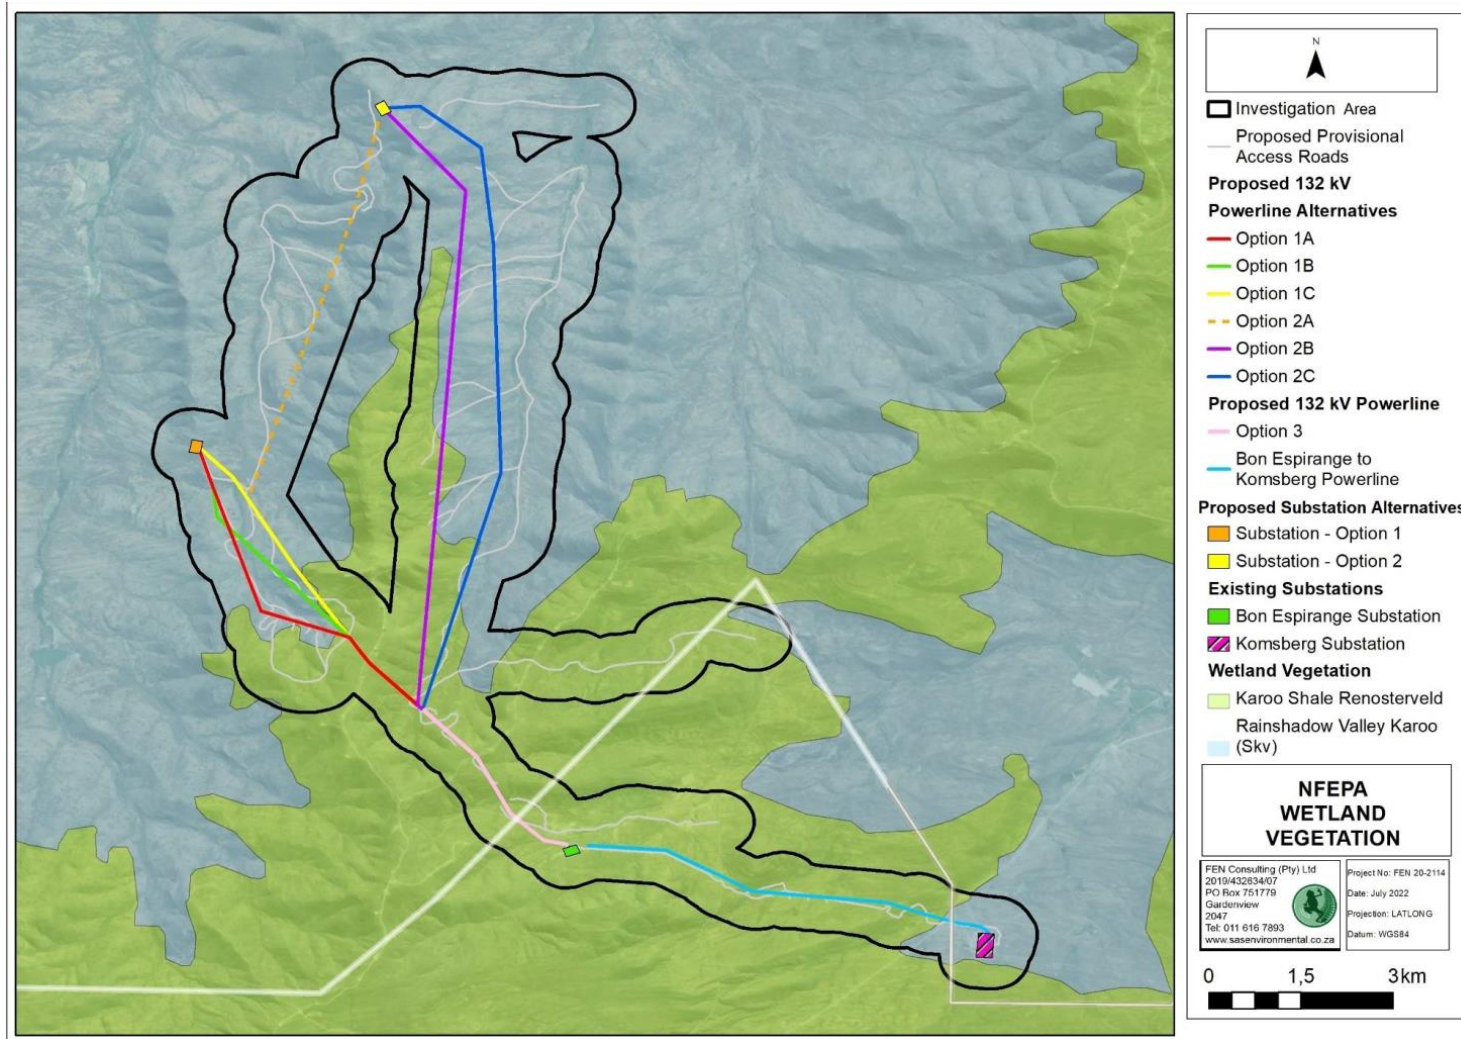 N
Investigation Area
Proposed Provisional
Access Roads
Proposed 132 kV
Powerline Alternatives
Option 1A
Option 1B
Option 1C
Option 2A
Option 2B
Option 2C
Proposed 132 kV Powerline
Option 3
Bon Espirange to
Komsberg Powerline
Proposed Substation Alternatives
Substation - Option 1
Substation - Option 2
Existing Substations
Bon Espirange Substation
Komsberg Substation
Wetland Vegetation
Karoo Shale Renosterveld
Rainshadow Valley Karoo
(Skv)
NFEPA
WETLAND
VEGETATION
FEN Consulting (Pty) Ltd
2019/432634/07
PO Box 751779
Gardenview
2047
Tel: 011 616 7893
www.sasenvironmental.co.za
Project No: FEN 20-2114
Date: July 2022
Projection: LATLONG
Datum: WGS84
0 1,5 3km